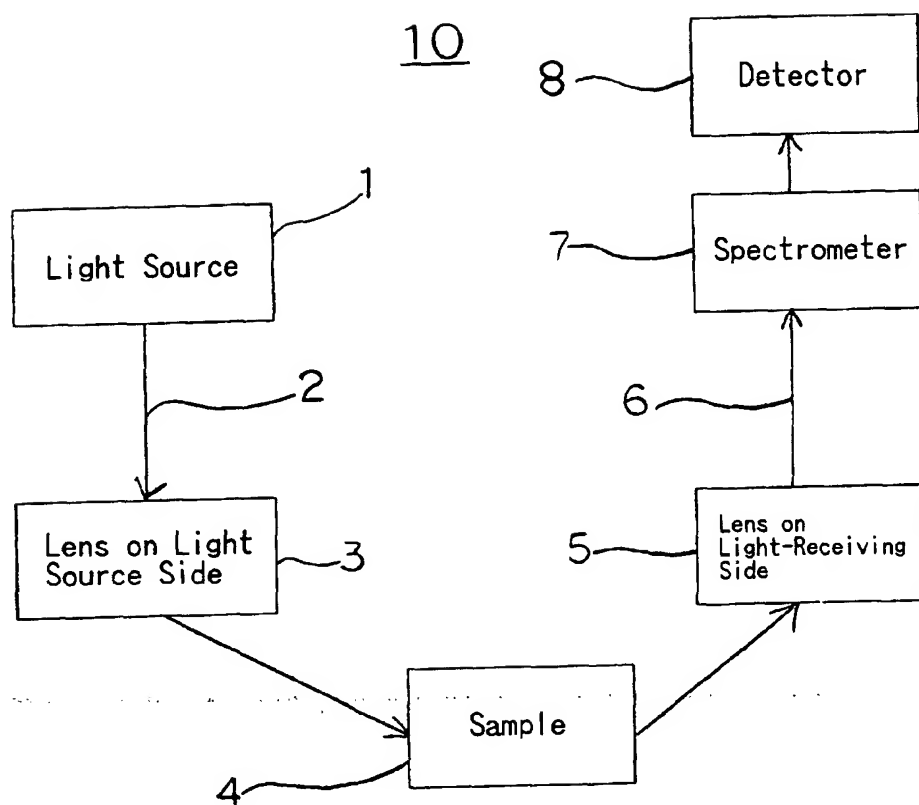 10
8
Detector
1
Light Source
7
Spectrometer
2
6
Lens on Light
Source Side
3
5
Lens on
Light-Receiving
Side
Sample
4